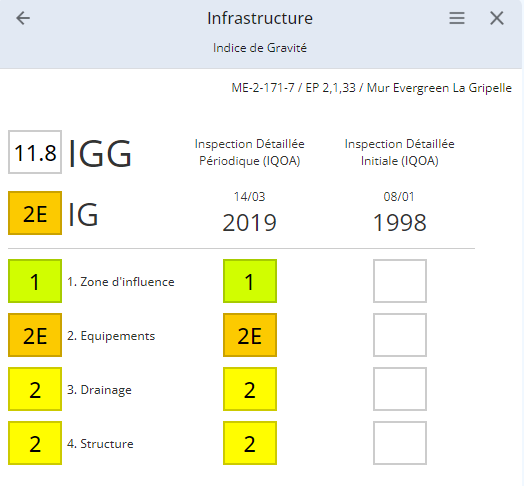 Infrastructure
Indice de Gravité
ME-2-171-7 / EP 2,1,33 / Mur Evergreen La Gripelle
11.8 IGG
Inspection Détaillée
Périodique (IQOA)
Inspection Détaillée
Initiale (IQOA)
2E IG
14/03
2019
08/01
1998
1 1. Zone d'influence 1
2E 2. Equipements 2E
2 3. Drainage 2
2 4. Structure 2